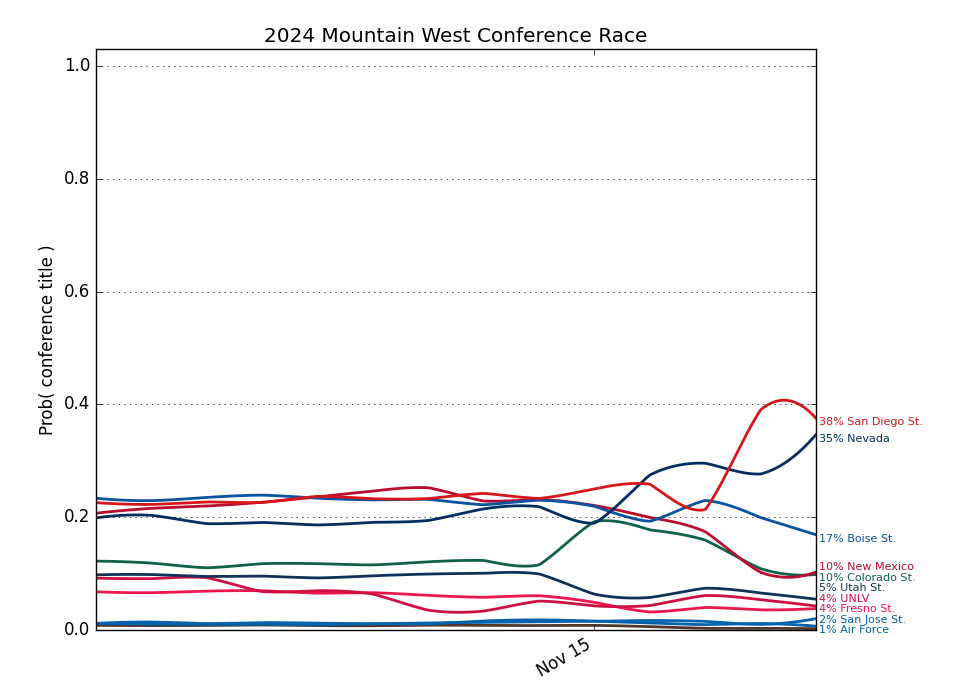 2024 Mountain West Conference Race
1.0
0.8
0.6
0.4
0.2
0.0
Prob( conference title )
Nov 15
38% San Diego St.
35% Nevada
17% Boise St.
10% New Mexico
10% Colorado St.
5% Utah St.
4% UNLV
4% Fresno St.
2% San Jose St.
1% Air Force